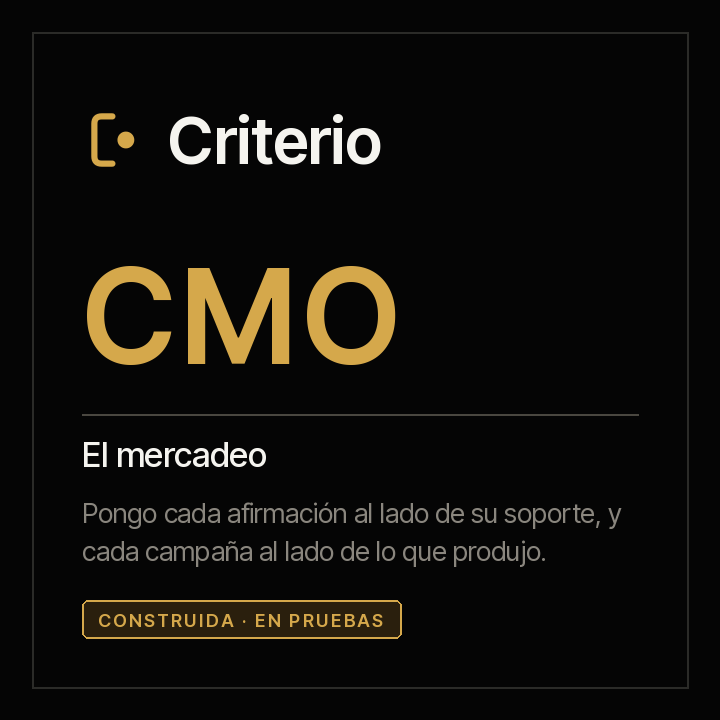 Criterio
CMO
El mercadeo
Pongo cada afirmación al lado de su soporte, y
cada campaña al lado de lo que produjo.
CONSTRUIDA · EN PRUEBAS